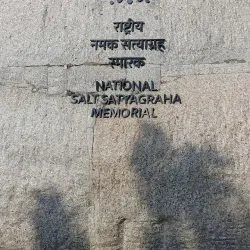 राष्ट्रीय
नमक सत्याग्रह
स्मारक
NATIONAL
SALT SATYAGRAHA
MEMORIAL